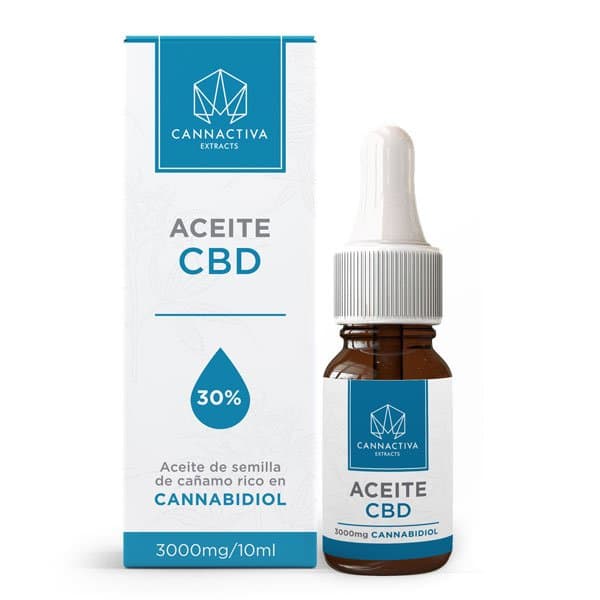 CANNACTIVA
EXTRACTS
ACEITE
CBD
30%
Aceite de semilla
de cañamo rico en
CANNABIDIOL
3000mg/10ml
CANNACTIVA
EXTRACTS
ACEITE
CBD
3000mg CANNABIDIOL